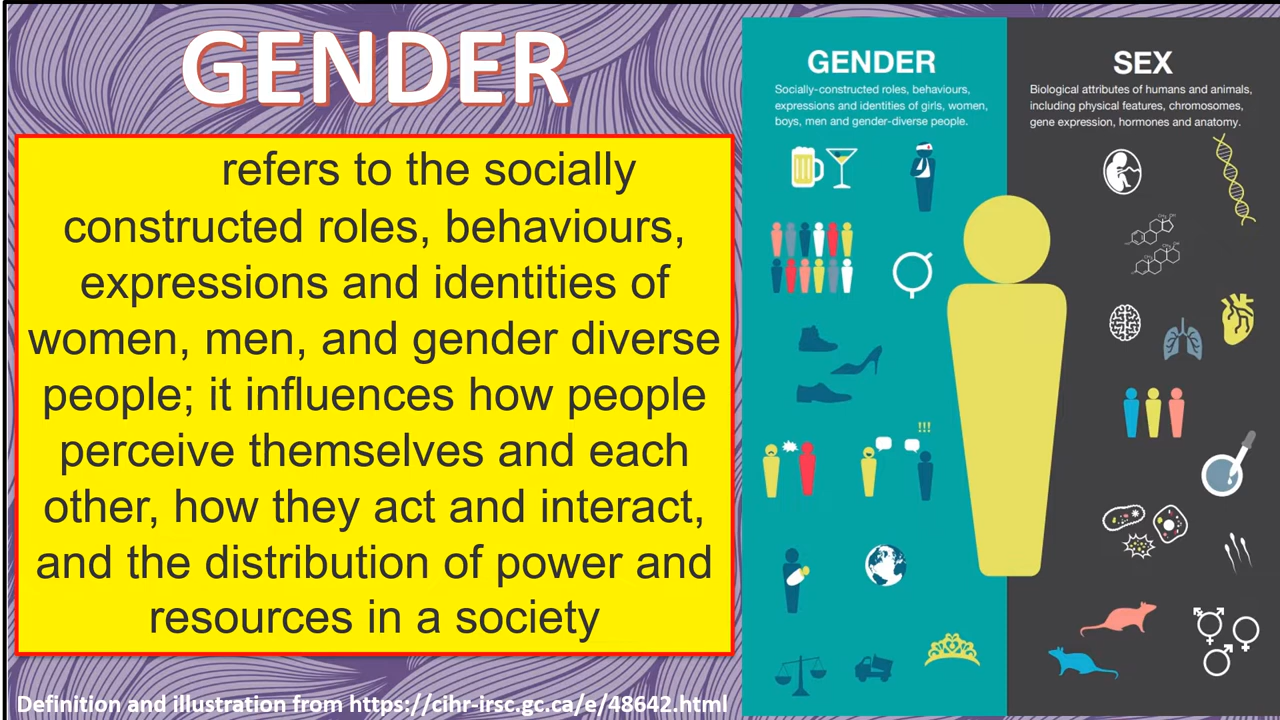 GENDER
refers to the socially
constructed roles, behaviours,
expressions and identities of
women, men, and gender diverse
people; it influences how people
perceive themselves and each
other, how they act and interact,
and the distribution of power and
resources in a society
Definition and illustration from https://cihr-irsc.gc.ca/e/48642.html
GENDER
Socially-constructed roles, behaviours,
expressions and identities of girls, women,
boys, men and gender-diverse people.
!!!
SEX
Biological attributes of humans and animals,
including physical features, chromosomes,
gene expression, hormones and anatomy.